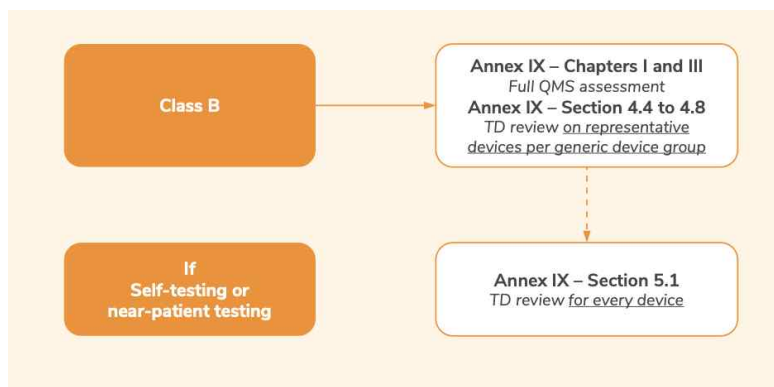 Class B
Annex IX – Chapters I and III
Full QMS assessment
Annex IX – Section 4.4 to 4.8
TD review on representative
devices per generic device group
If
Self-testing or
near-patient testing
Annex IX – Section 5.1
TD review for every device